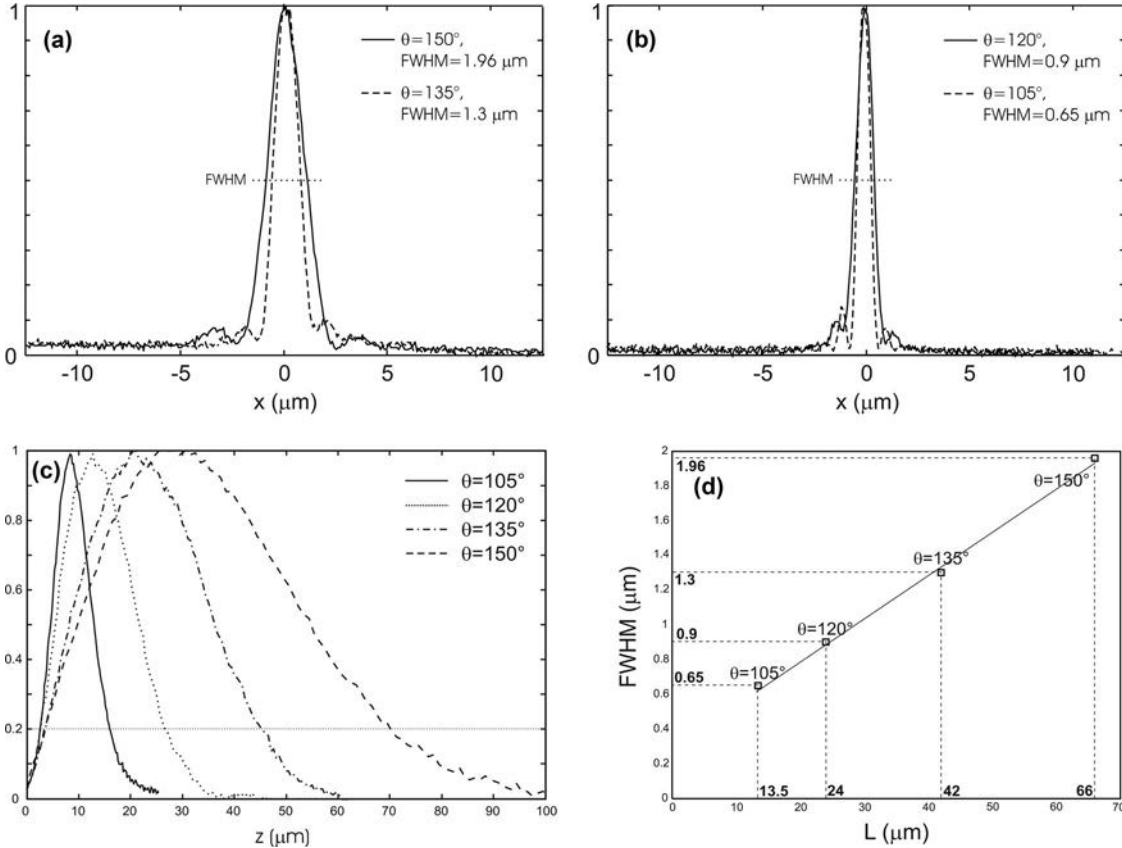 1
(a)
θ=150°,
FWHM=1.96 μm
θ=135°,
FWHM=1.3 μm
FWHM
0
-10 -5 0 5 10
x (μm)
1
(b)
θ=120°,
FWHM=0.9 μm
θ=105°,
FWHM=0.65 μm
FWHM
0
-10 -5 0 5 10
x (μm)
1
(c)
θ=105°
θ=120°
θ=135°
θ=150°
0.8
0.6
0.4
0.2
0
0 10 20 30 40 50 60 70 80 90 100
z (μm)
2
1.96
(d)
θ=150°
1.8
1.6
1.4
θ=135°
1.3
1.2
1
θ=120°
0.9
0.8
θ=105°
0.65
0.6
0.4
0.2
0
13.5 24 42 66
0 10 20 30 40 50 60 70
FWHM (μm)
L (μm)